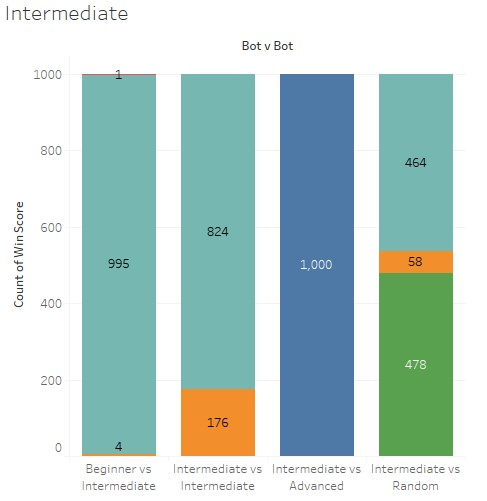 Intermediate
Bot v Bot
Count of Win Score
1000
800
600
400
200
0
1
995
4
824
176
1,000
464
58
478
Beginner vs
Intermediate
Intermediate vs
Intermediate
Intermediate vs
Advanced
Intermediate vs
Random